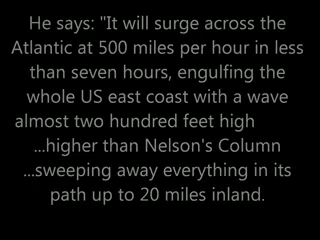 He says: "It will surge across the
Atlantic at 500 miles per hour in less
than seven hours, engulfing the
whole US east coast with a wave
almost two hundred feet high
...higher than Nelson's Column
...sweeping away everything in its
path up to 20 miles inland.